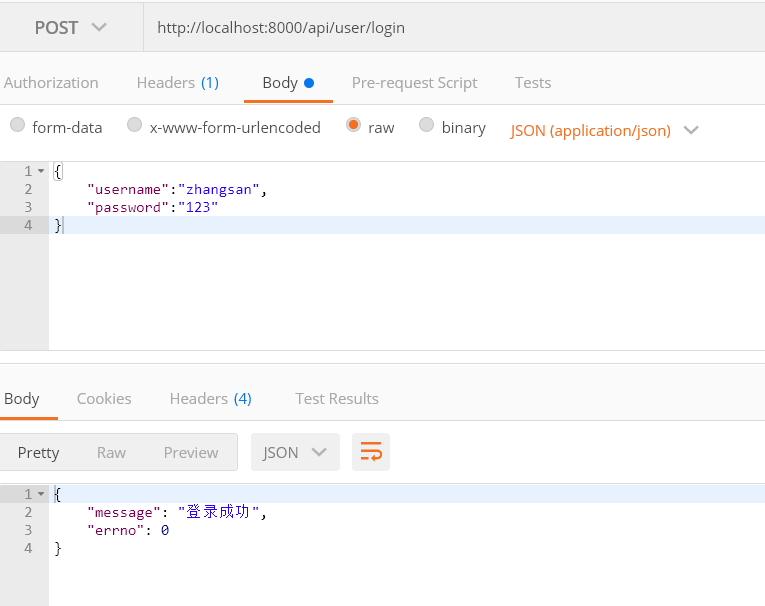 POST http://localhost:8000/api/user/login
Authorization Headers (1) Body Pre-request Script Tests
form-data x-www-form-urlencoded raw binary JSON (application/json)
1 {
2 "username":"zhangsan",
3 "password":"123"
4 }
Body Cookies Headers (4) Test Results
Pretty Raw Preview JSON
1 {
2 "message": "登录成功",
3 "errno": 0
4 }